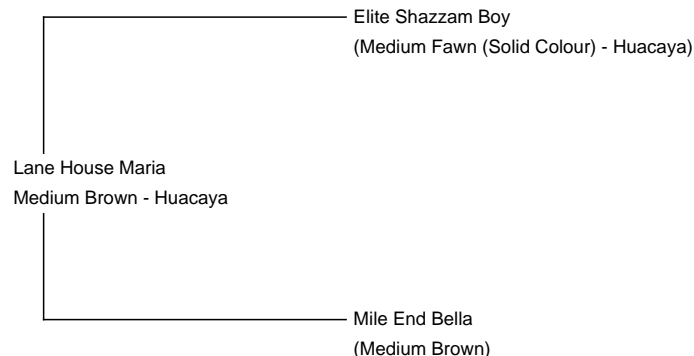 Elite Shazzam Boy
(Medium Fawn (Solid Colour) - Huacaya)
Lane House Maria
Medium Brown - Huacaya
Mile End Bella
(Medium Brown)